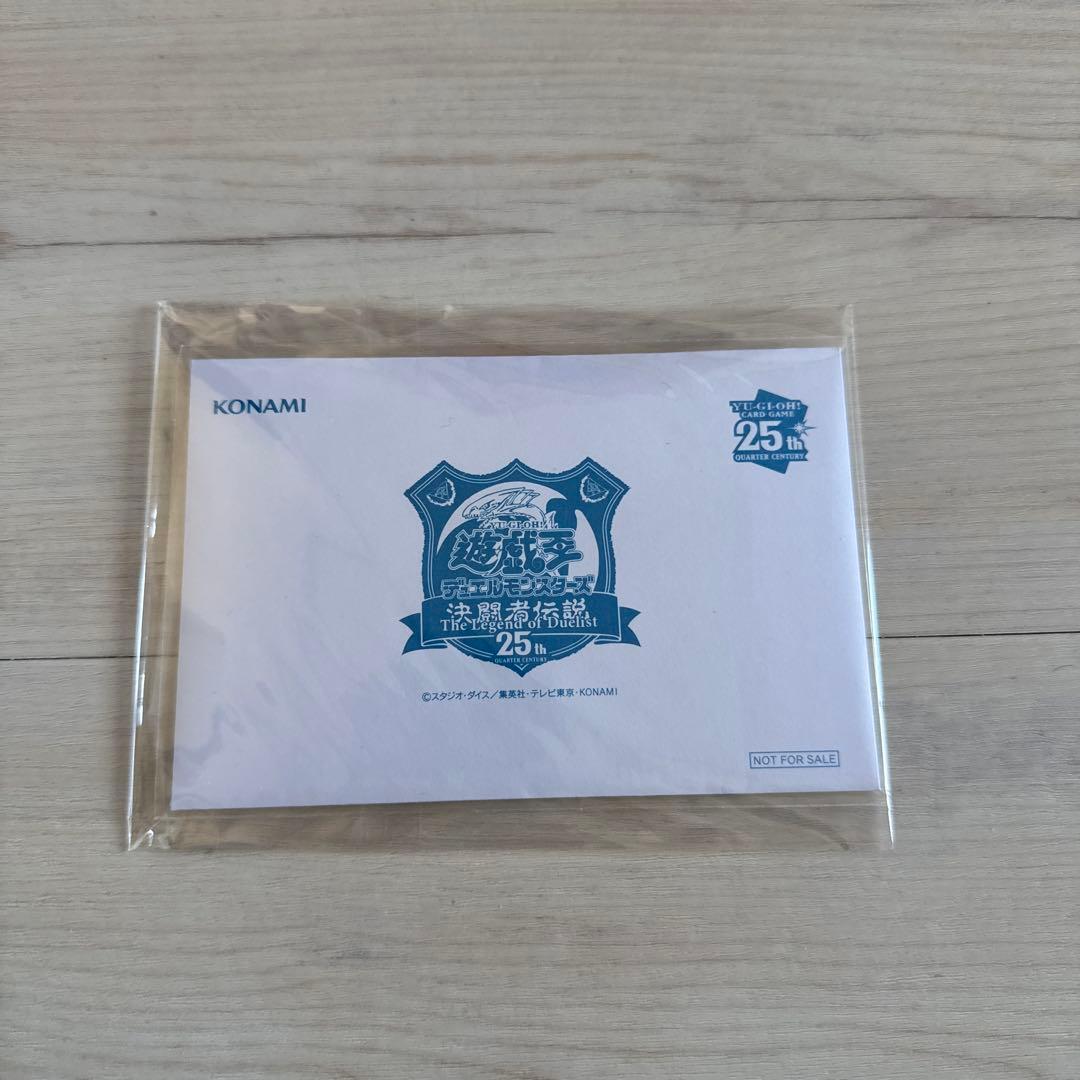 KONAMI
YU-GI-OH!
CARD GAME
25th
QUARTER CENTURY
YU-GI-OH!
遊戯王
デュエルモンスターズ
決闘者伝説
The Legend of Duelist
25th
QUARTER CENTURY
©スタジオ・ダイス/集英社・テレビ東京・KONAMI
NOT FOR SALE